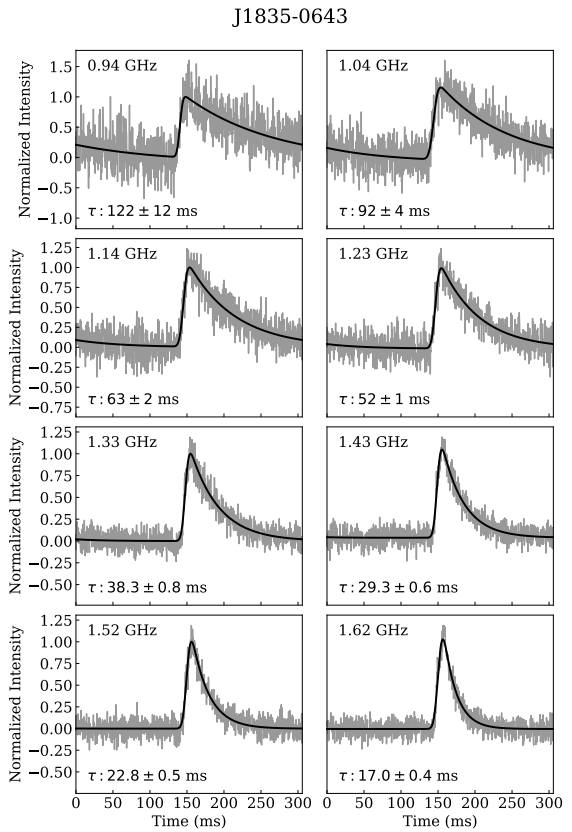 J1835-0643
0.94 GHz
1.04 GHz
Normalized Intensity
1.5
1.0
0.5
0.0
−0.5
−1.0
τ : 122 ± 12 ms
τ : 92 ± 4 ms
1.14 GHz
1.23 GHz
Normalized Intensity
1.25
1.00
0.75
0.50
0.25
0.00
−0.25
−0.50
−0.75
τ : 63 ± 2 ms
τ : 52 ± 1 ms
1.33 GHz
1.43 GHz
Normalized Intensity
1.25
1.00
0.75
0.50
0.25
0.00
−0.25
−0.50
τ : 38.3 ± 0.8 ms
τ : 29.3 ± 0.6 ms
1.52 GHz
1.62 GHz
Normalized Intensity
1.25
1.00
0.75
0.50
0.25
0.00
−0.25
−0.50
τ : 22.8 ± 0.5 ms
τ : 17.0 ± 0.4 ms
0 50 100 150 200 250 300
0 50 100 150 200 250 300
Time (ms)
Time (ms)